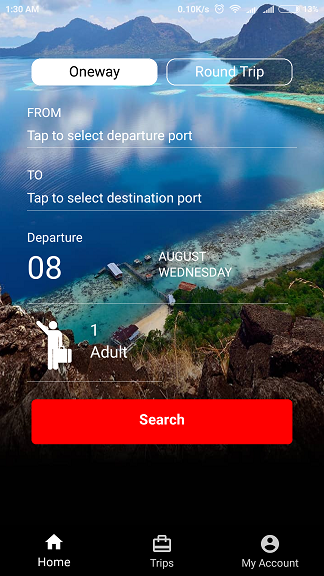 1:30 AM 0.10K/s 13%
Oneway Round Trip
FROM
Tap to select departure port
TO
Tap to select destination port
Departure
08 AUGUST
WEDNESDAY
1
Adult
Search
Home Trips My Account